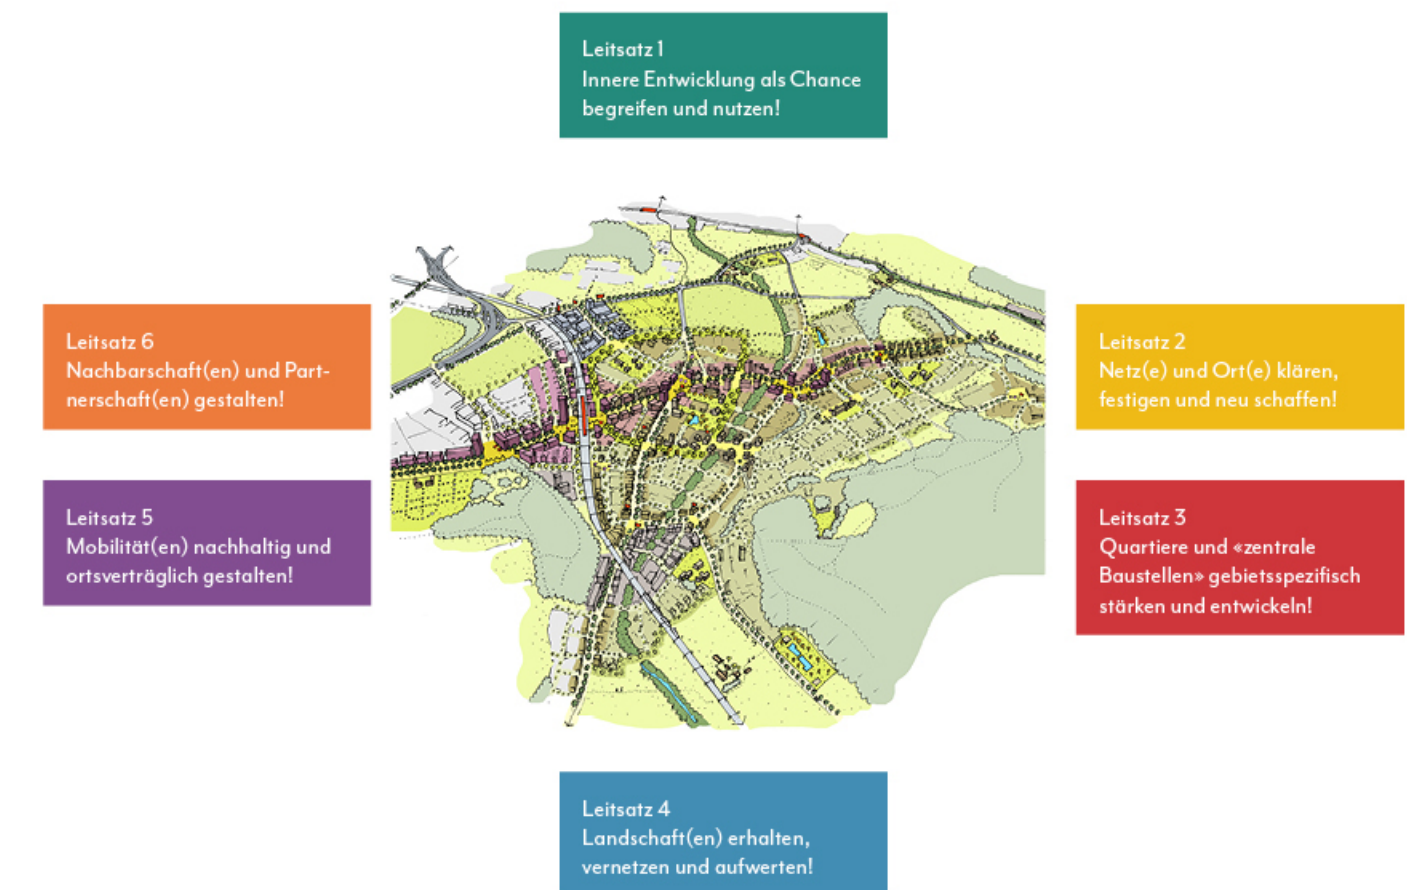 Leitsatz 1
Innere Entwicklung als Chance
begreifen und nutzen!
Leitsatz 6
Nachbarschaft(en) und Part-
nerschaft(en) gestalten!
Leitsatz 2
Netz(e) und Ort(e) klären,
festigen und neu schaffen!
Leitsatz 5
Mobilität(en) nachhaltig und
ortsverträglich gestalten!
Leitsatz 3
Quartiere und «zentrale
Baustellen» gebietsspezifisch
stärken und entwickeln!
Leitsatz 4
Landschaft(en) erhalten,
vernetzen und aufwerten!